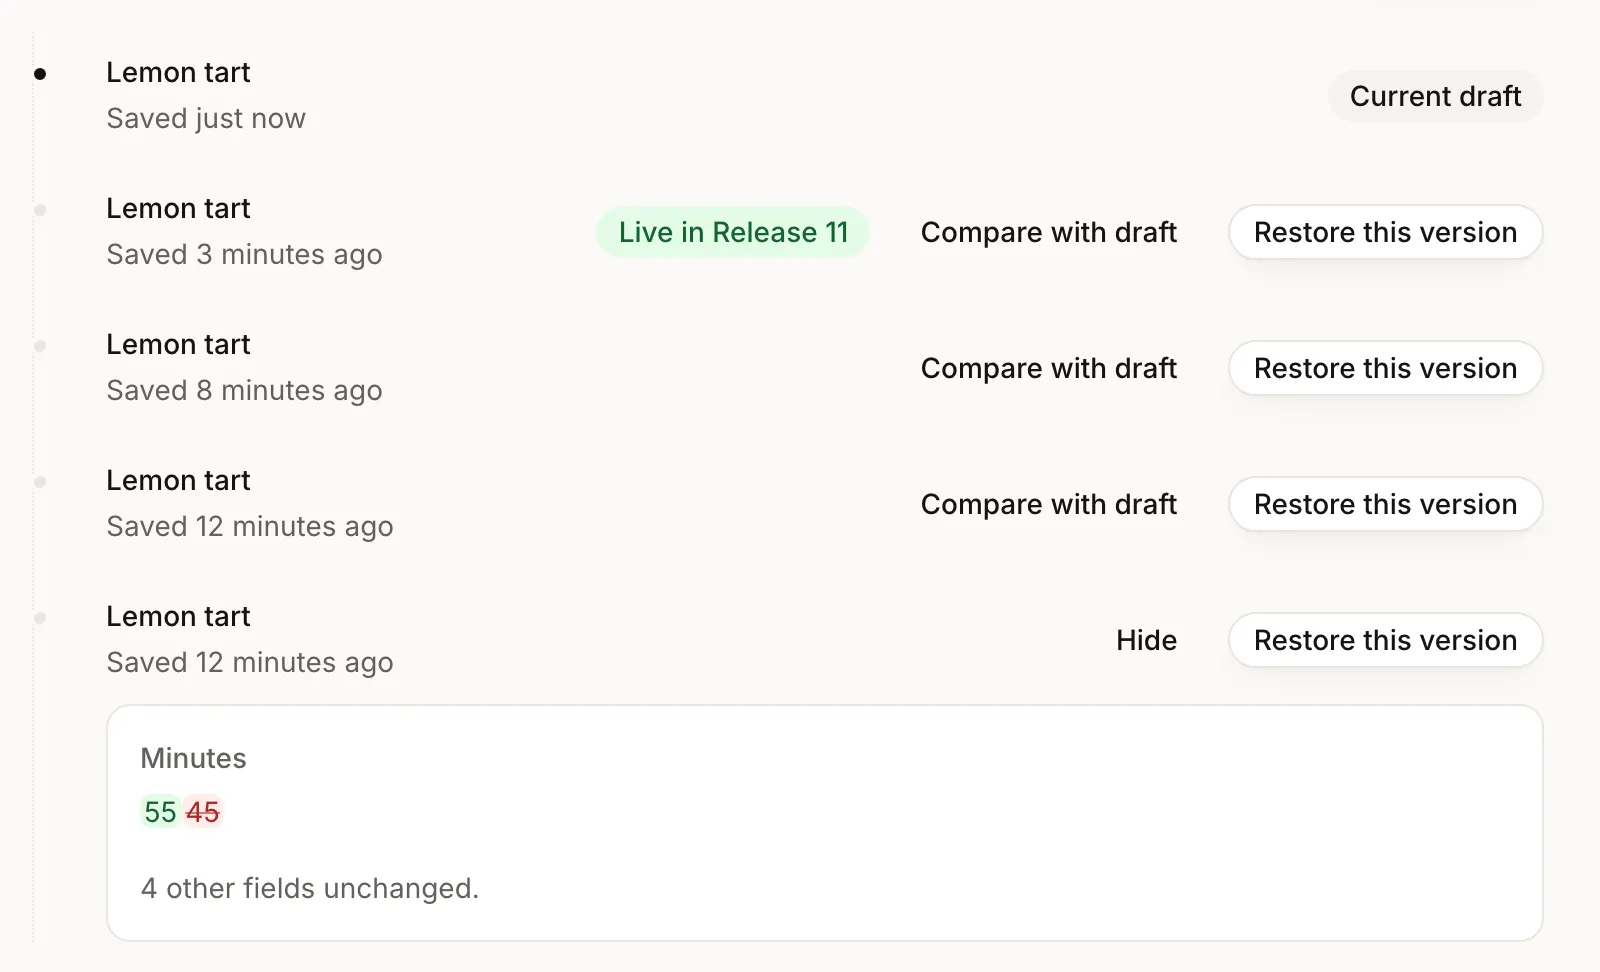 Lemon tart
Saved just now
Current draft
Lemon tart
Saved 3 minutes ago
Live in Release 11
Compare with draft
Restore this version
Lemon tart
Saved 8 minutes ago
Compare with draft
Restore this version
Lemon tart
Saved 12 minutes ago
Compare with draft
Restore this version
Lemon tart
Saved 12 minutes ago
Hide
Restore this version
Minutes
55 45
4 other fields unchanged.